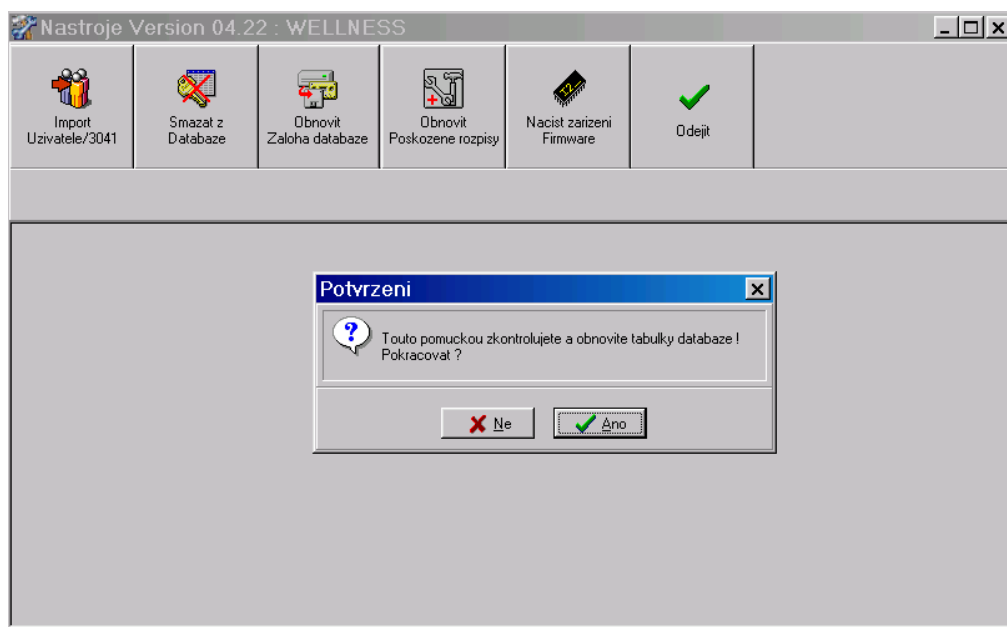 Nastroje Version 04.22 : WELLNESS
Import
Uzivatele/3041
Smazat z
Databaze
Obnovit
Zaloha databaze
Obnovit
Poskozene rozpisy
Nacist zarizeni
Firmware
Odejit
Potvrzeni
Touto pomuckou zkontrolujete a obnovite tabulky databaze !
Pokracovat ?
Ne
Ano